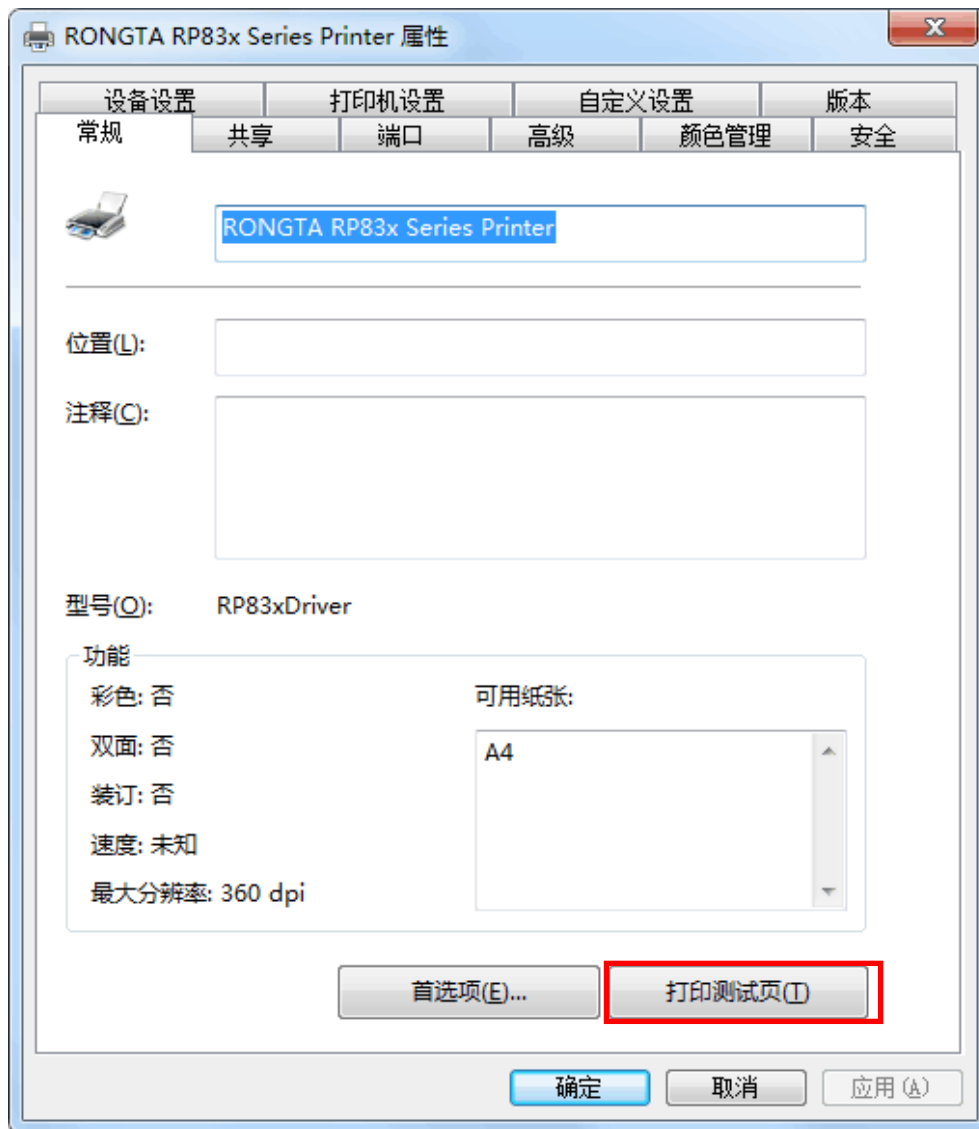 RONGTA RP83x Series Printer 属性
设备设置 打印机设置 自定义设置 版本
常规 共享 端口 高级 颜色管理 安全
RONGTA RP83x Series Printer
位置(L):
注释(C):
型号(O): RP83xDriver
功能
彩色: 否 可用纸张:
双面: 否 A4
装订: 否
速度: 未知
最大分辨率: 360 dpi
首选项(E)... 打印测试页(T)
确定 取消 应用(A)